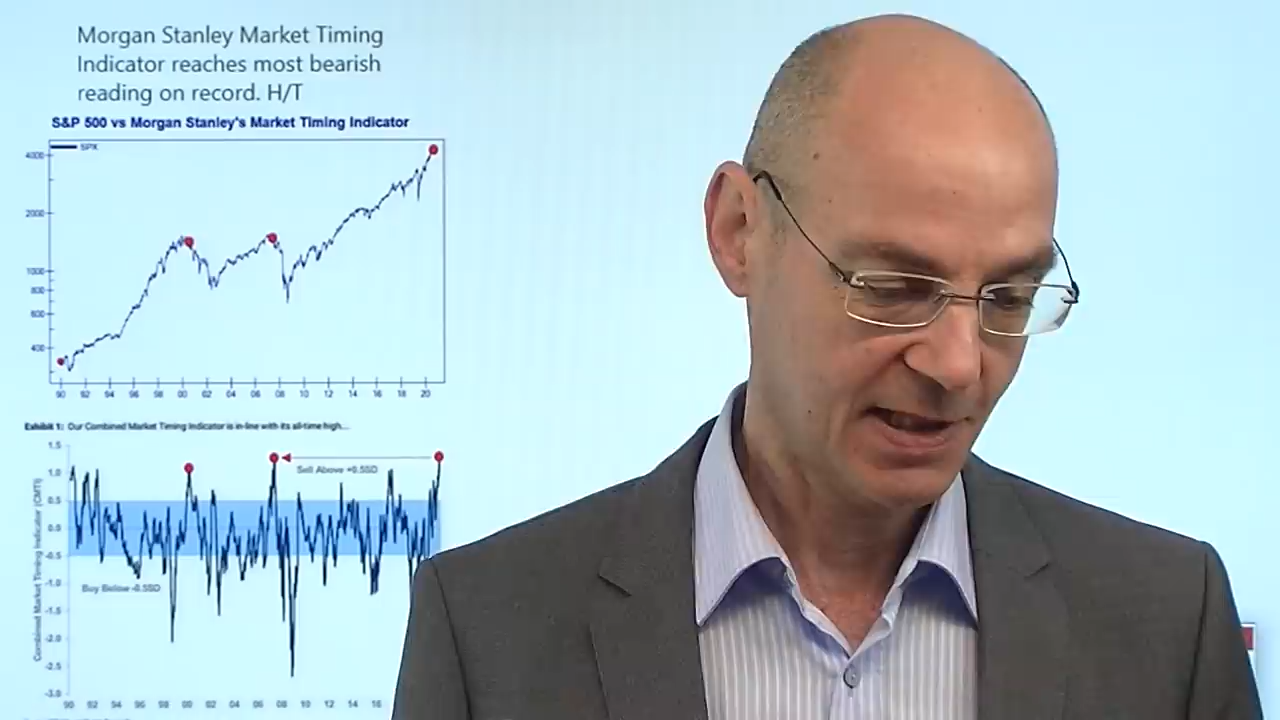 Morgan Stanley Market Timing
Indicator reaches most bearish
reading on record. H/T
S&P 500 vs Morgan Stanley's Market Timing Indicator
SPX
4000
2000
1000
800
600
400
90 92 94 96 98 00 02 04 06 08 10 12 14 16 18 20
Exhibit 1: Our Combined Market Timing Indicator is in-line with its all-time high...
1.5
1.0
0.5
0.0
-0.5
-1.0
-1.5
-2.0
-2.5
-3.0
Combined Market Timing Indicator (CMTI)
Sell Above +0.5SD
Buy Below -0.5SD
90 92 94 96 98 00 02 04 06 08 10 12 14 16